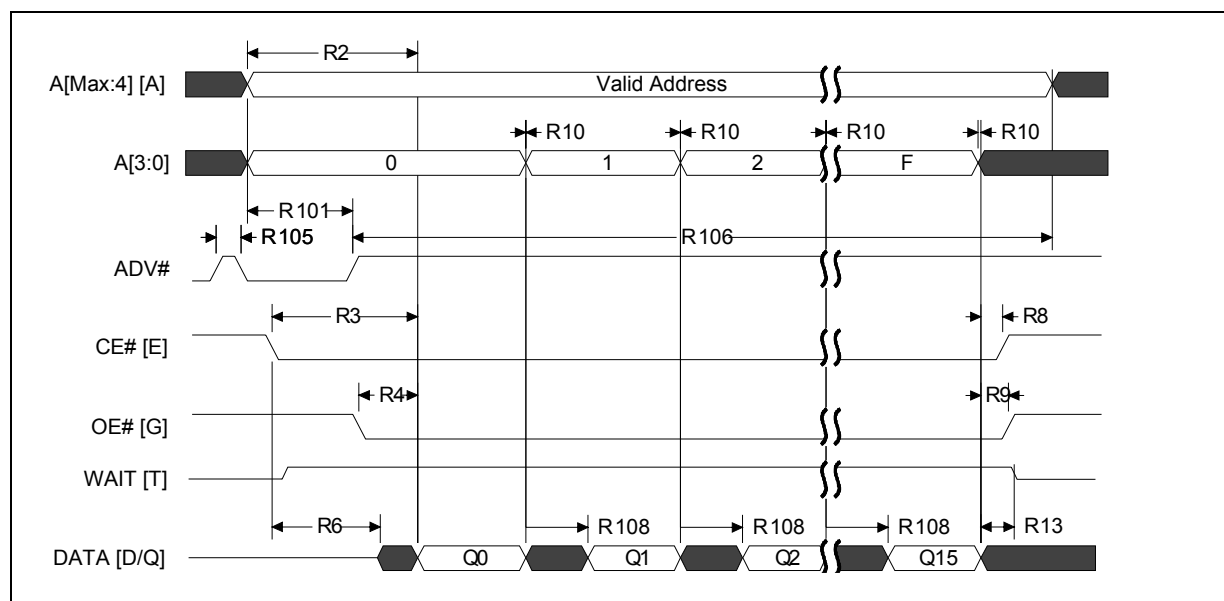 R2
A[Max:4] [A] Valid Address
R10 R10 R10 R10
A[3:0] 0 1 2 F
R101
R105 R106
ADV#
R3 R8
CE# [E]
R4 R9
OE# [G]
WAIT [T]
R6 R108 R108 R108 R13
DATA [D/Q] Q0 Q1 Q2 Q15